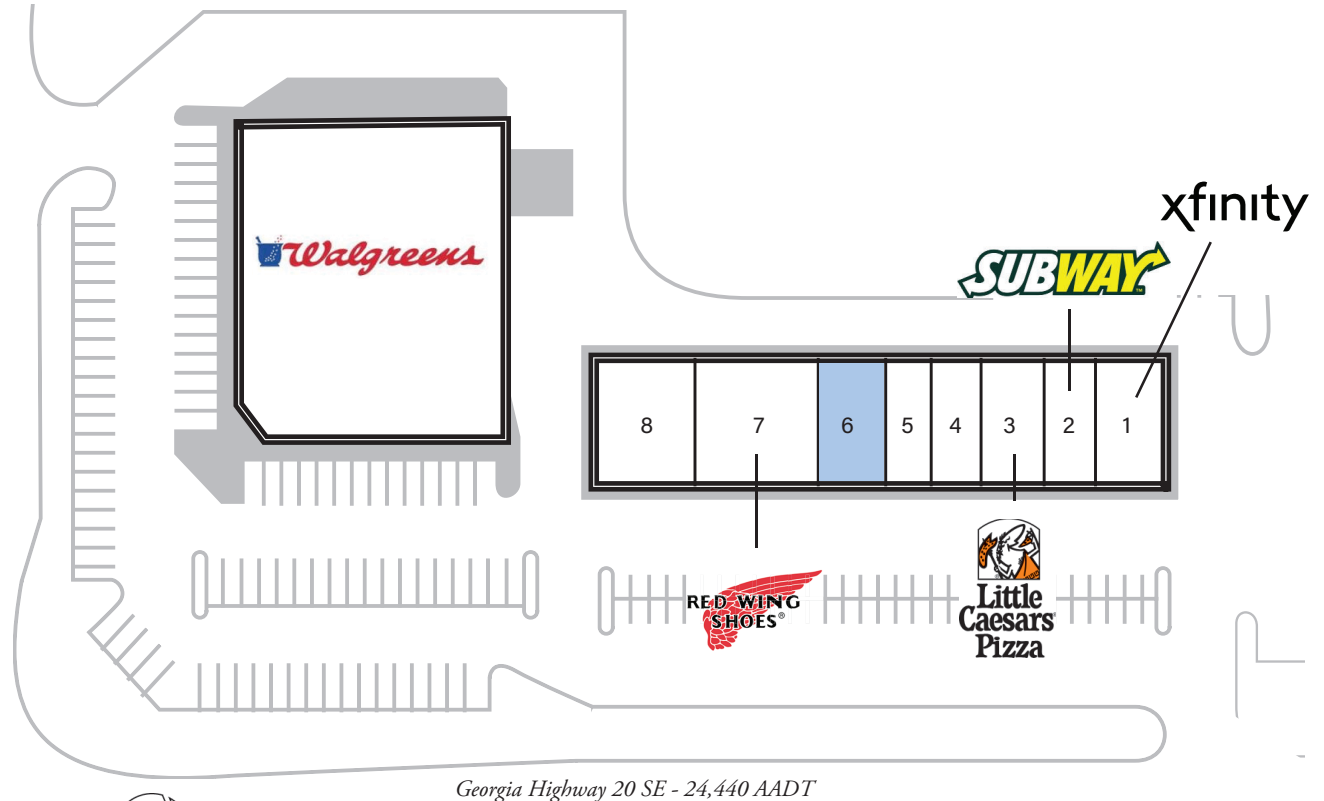 xfinity
SUBWAY™
Walgreens
8 7 6 5 4 3 2 1
RED WING
SHOES®
Little
Caesars®
Pizza
Georgia Highway 20 SE - 24,440 AADT